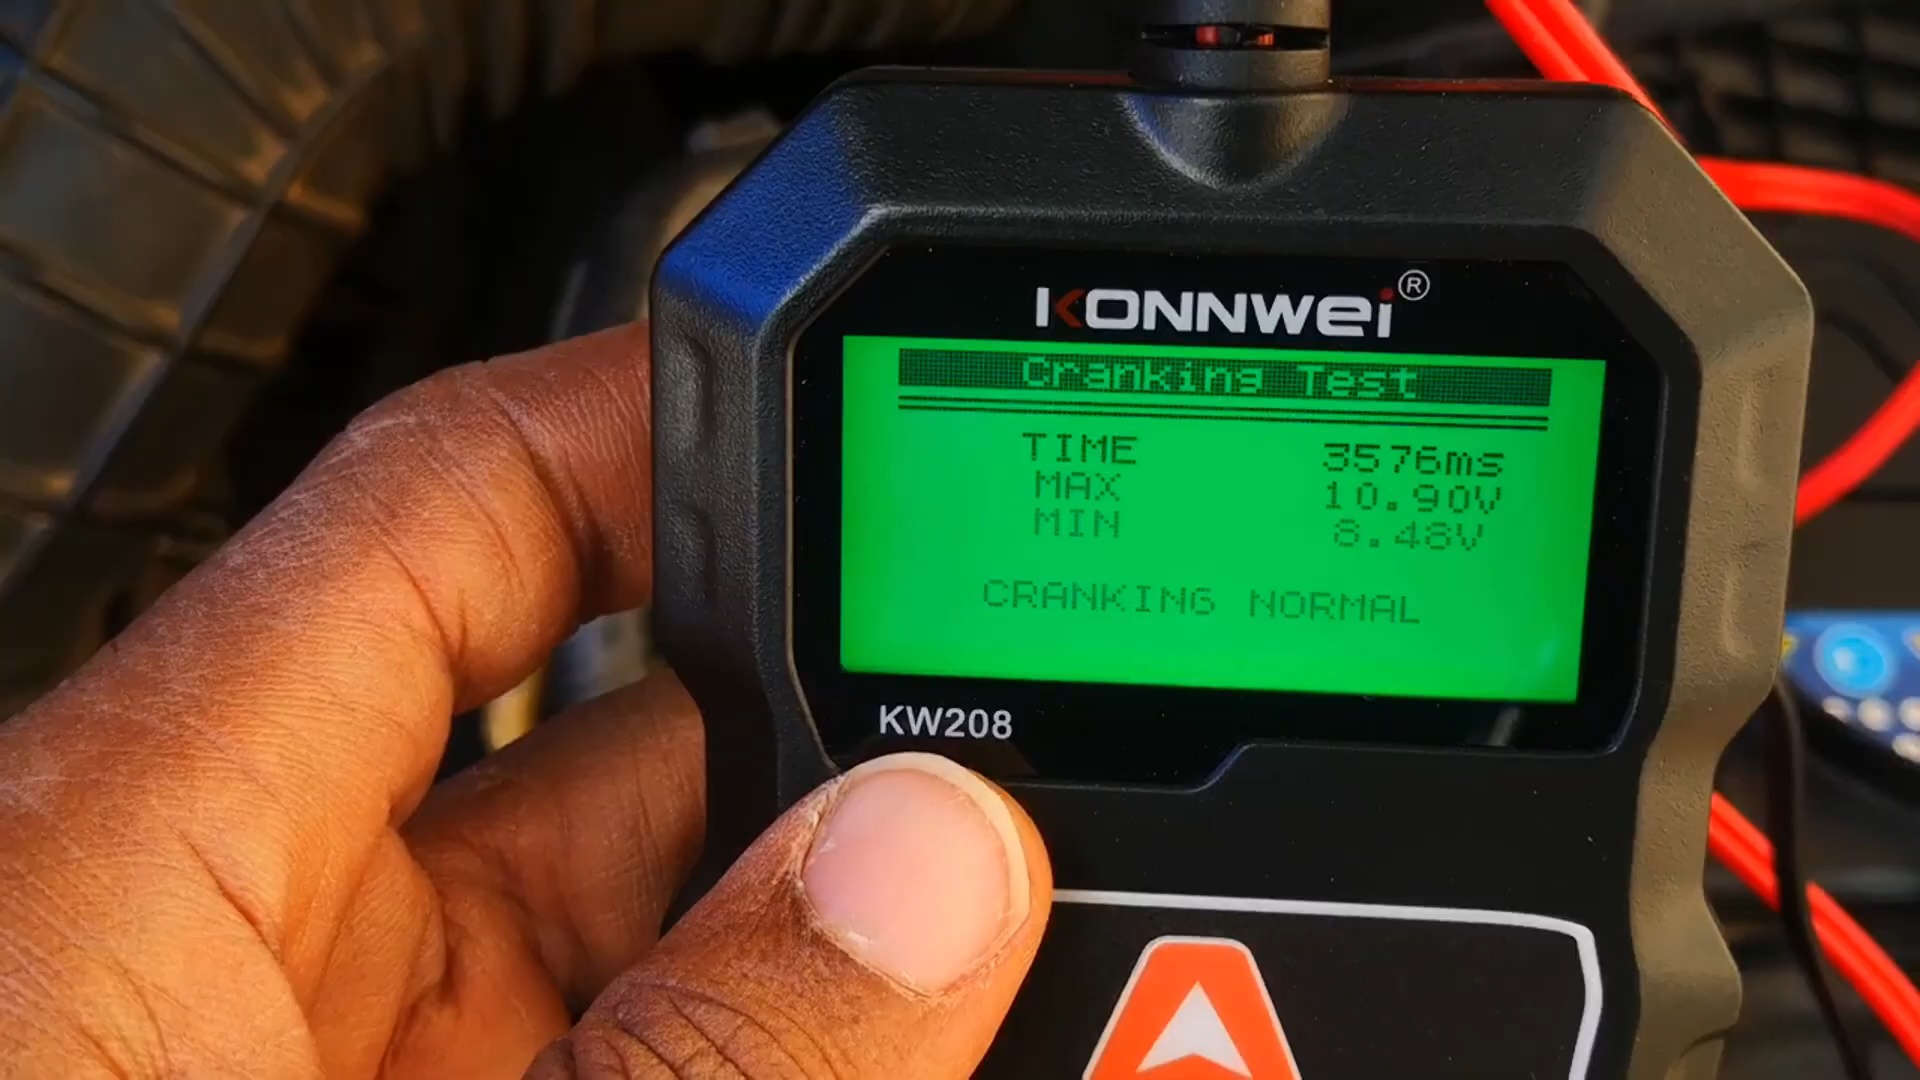 KONNWEI®
Cranking Test
TIME 3576ms
MAX 10.90V
MIN 8.48V
CRANKING NORMAL
KW208